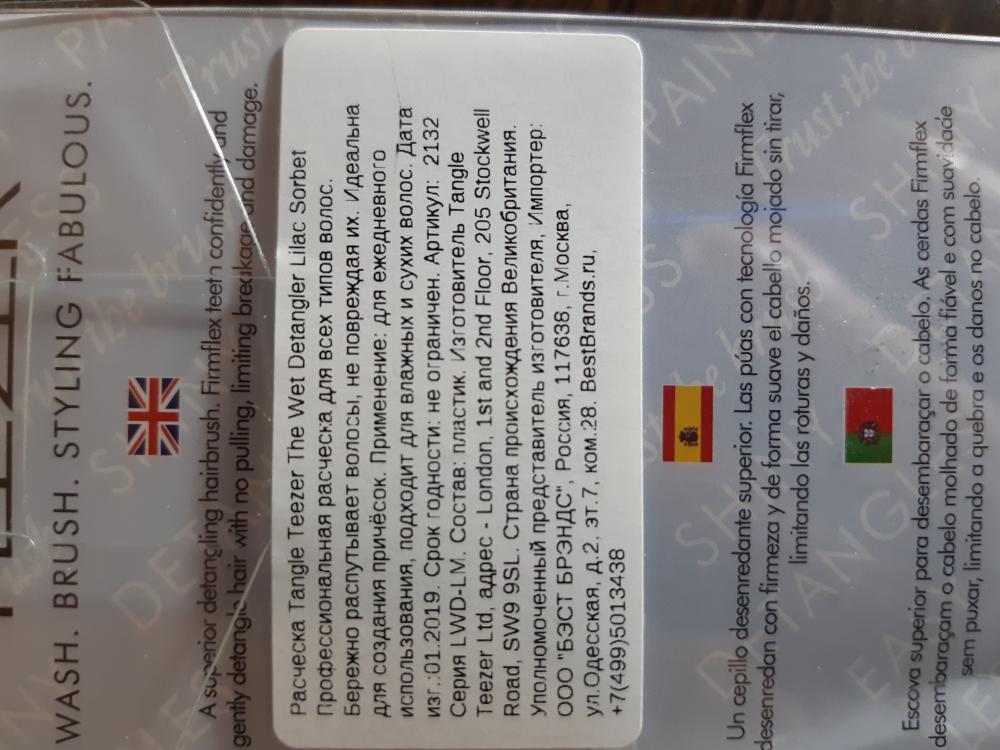 WASH. BRUSH. STYLING FABULOUS.
A superior detangling hairbrush. Firmflex teeth confidently and
gently detangle hair with no pulling, limiting breakage and damage.
Расческа Tangle Teezer The Wet Detangler Lilac Sorbet
Профессиональная расческа для всех типов волос.
Бережно распутывает волосы, не повреждая их. Идеальна
для создания причёсок. Применение: для ежедневного
использования, подходит для влажных и сухих волос. Дата
изг.:01.2019. Срок годности: не ограничен. Артикул: 2132
Серия LWD-LM. Состав: пластик. Изготовитель Tangle
Teezer Ltd, адрес - London, 1st and 2nd Floor, 205 Stockwell
Road, SW9 9SL. Страна происхождения Великобритания.
Уполномоченный представитель изготовителя, Импортер:
ООО "БЭСТ БРЭНДС", Россия, 117638, г.Москва,
ул.Одесская, д.2, эт.7, ком.28. BestBrands.ru,
+7(499)50134​38
Un cepillo desenredante superior. Las púas con tecnología Firmflex
desenredan con firmeza y de forma suave el cabello mojado sin tirar,
limitando las roturas y daños.
Escova superior para desembaraçar o cabelo. As cerdas Firmflex
desembaraçam o cabelo molhado de forma fiável e com suavidade
sem puxar, limitando a quebra e os danos no cabelo.